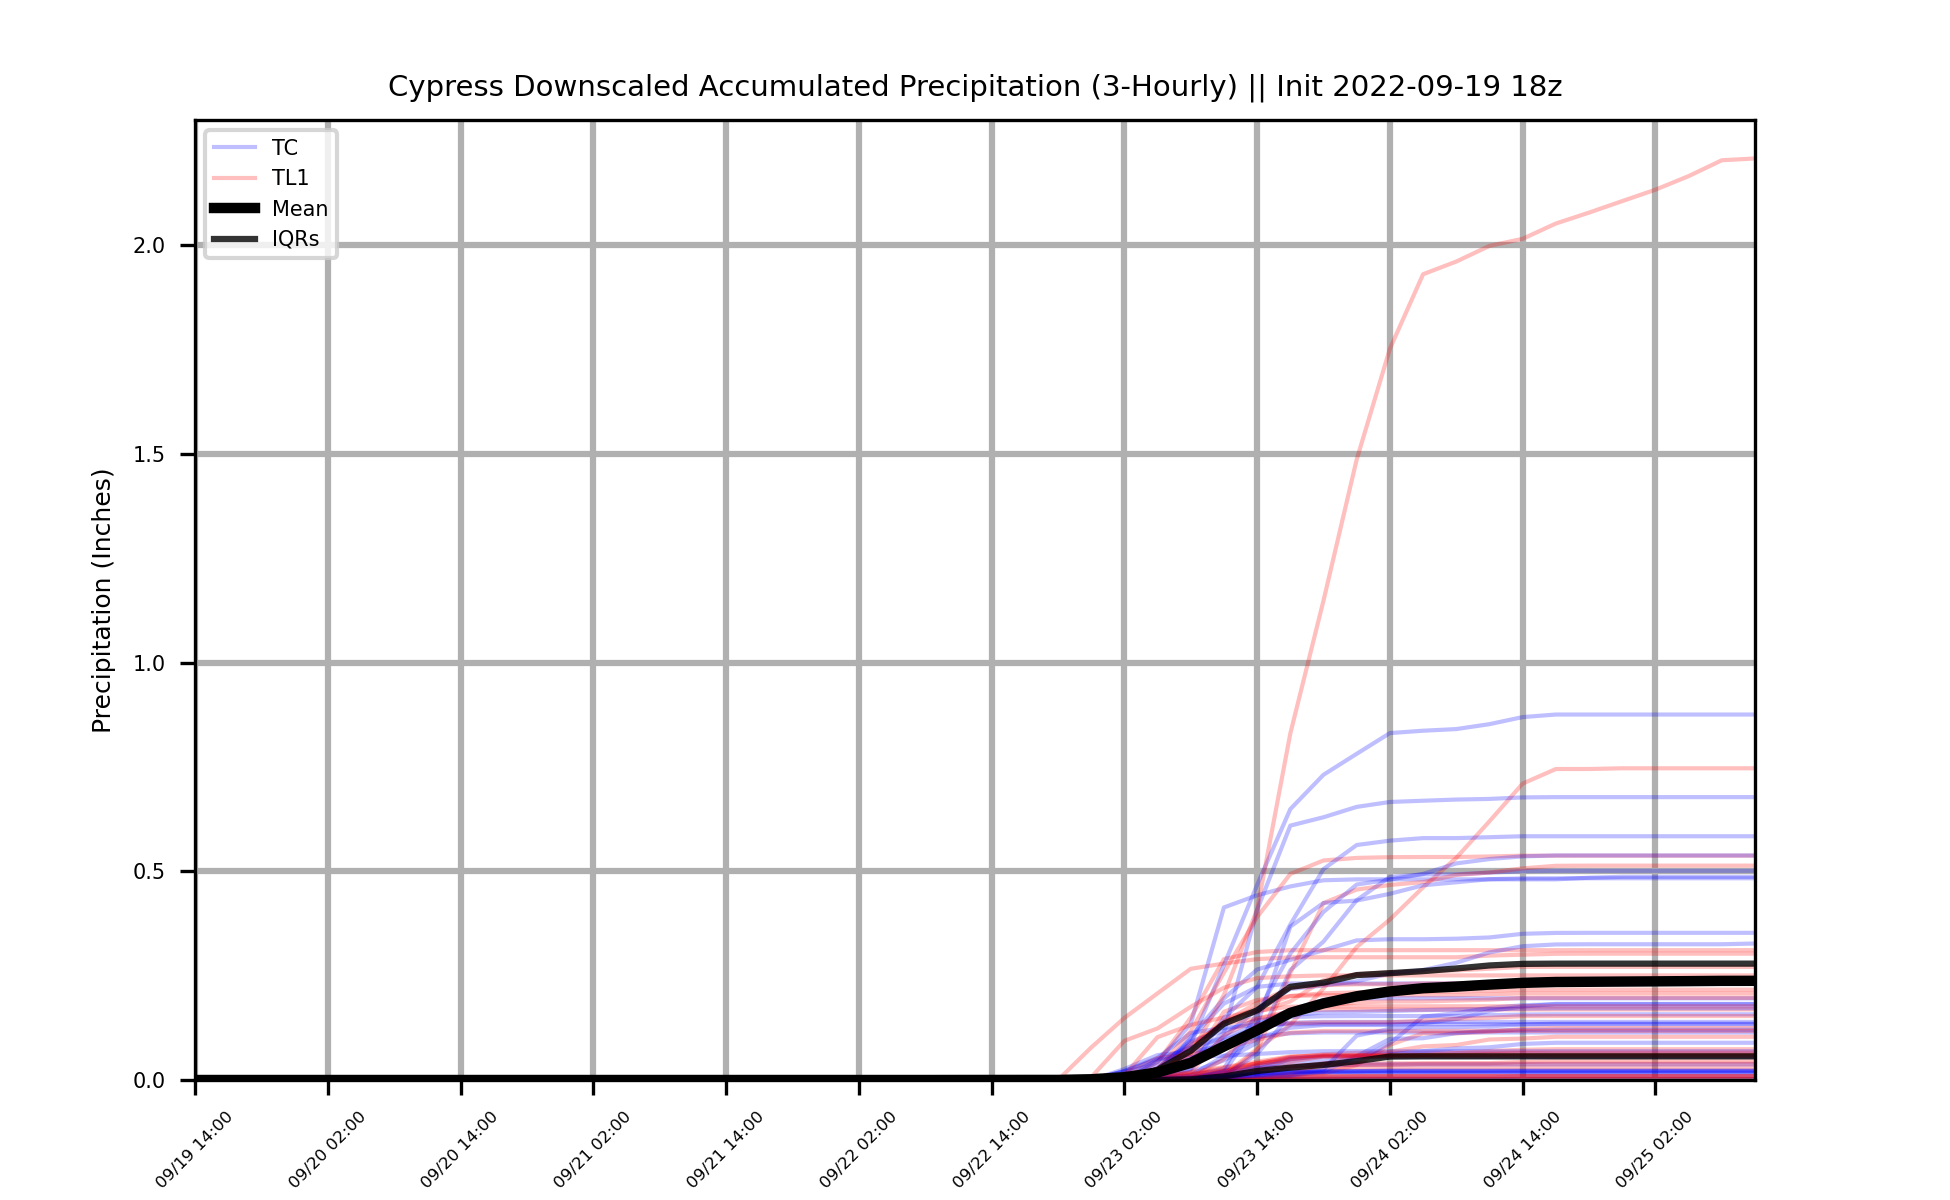 Cypress Downscaled Accumulated Precipitation (3-Hourly) || Init 2022-09-19 18z
TC
TL1
Mean
IQRs
Precipitation (Inches)
2.0
1.5
1.0
0.5
0.0
09/19 14:00
09/20 02:00
09/20 14:00
09/21 02:00
09/21 14:00
09/22 02:00
09/22 14:00
09/23 02:00
09/23 14:00
09/24 02:00
09/24 14:00
09/25 02:00